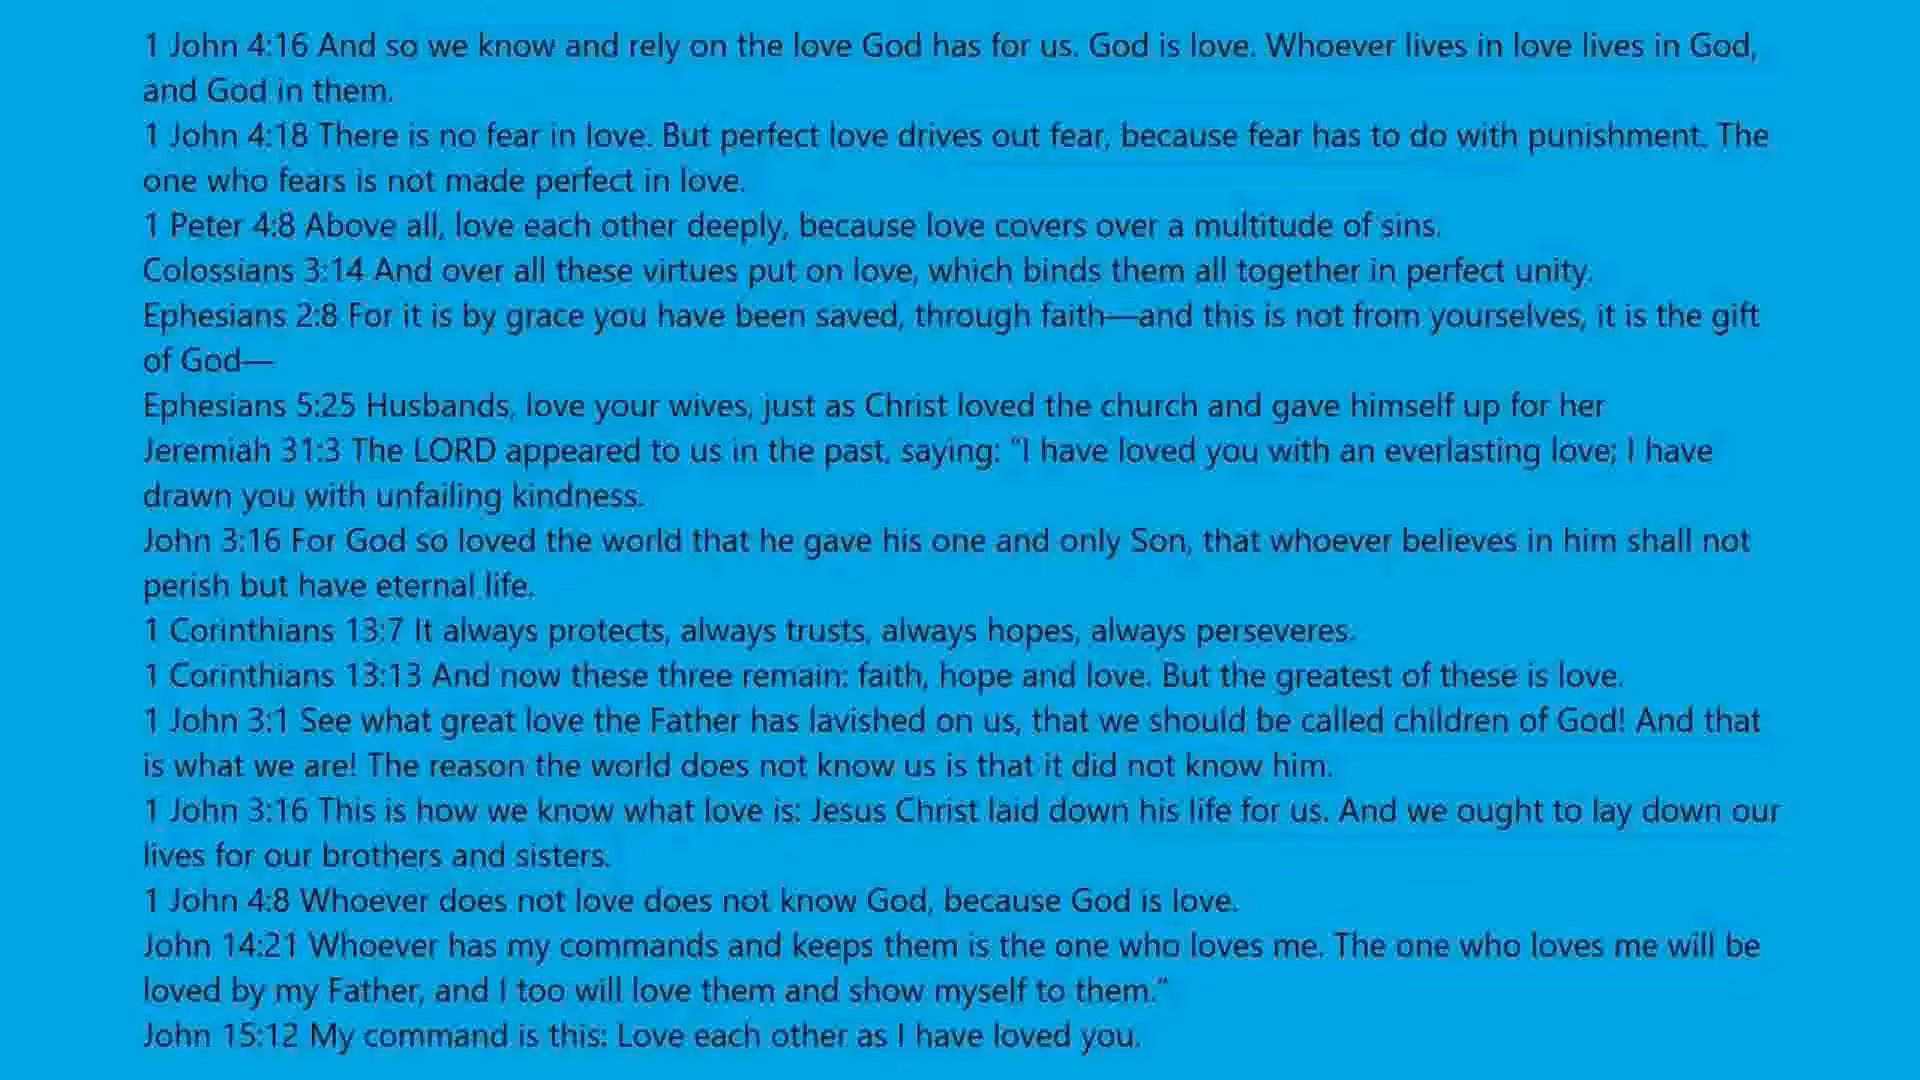 1 John 4:16 And so we know and rely on the love God has for us. God is love. Whoever lives in love lives in God,
and God in them.
1 John 4:18 There is no fear in love. But perfect love drives out fear, because fear has to do with punishment. The
one who fears is not made perfect in love.
1 Peter 4:8 Above all, love each other deeply, because love covers over a multitude of sins.
Colossians 3:14 And over all these virtues put on love, which binds them all together in perfect unity.
Ephesians 2:8 For it is by grace you have been saved, through faith—and this is not from yourselves, it is the gift
of God—
Ephesians 5:25 Husbands, love your wives, just as Christ loved the church and gave himself up for her
Jeremiah 31:3 The LORD appeared to us in the past, saying: “I have loved you with an everlasting love; I have
drawn you with unfailing kindness.
John 3:16 For God so loved the world that he gave his one and only Son, that whoever believes in him shall not
perish but have eternal life.
1 Corinthians 13:7 It always protects, always trusts, always hopes, always perseveres.
1 Corinthians 13:13 And now these three remain: faith, hope and love. But the greatest of these is love.
1 John 3:1 See what great love the Father has lavished on us, that we should be called children of God! And that
is what we are! The reason the world does not know us is that it did not know him.
1 John 3:16 This is how we know what love is: Jesus Christ laid down his life for us. And we ought to lay down our
lives for our brothers and sisters.
1 John 4:8 Whoever does not love does not know God, because God is love.
John 14:21 Whoever has my commands and keeps them is the one who loves me. The one who loves me will be
loved by my Father, and I too will love them and show myself to them.”
John 15:12 My command is this: Love each other as I have loved you.